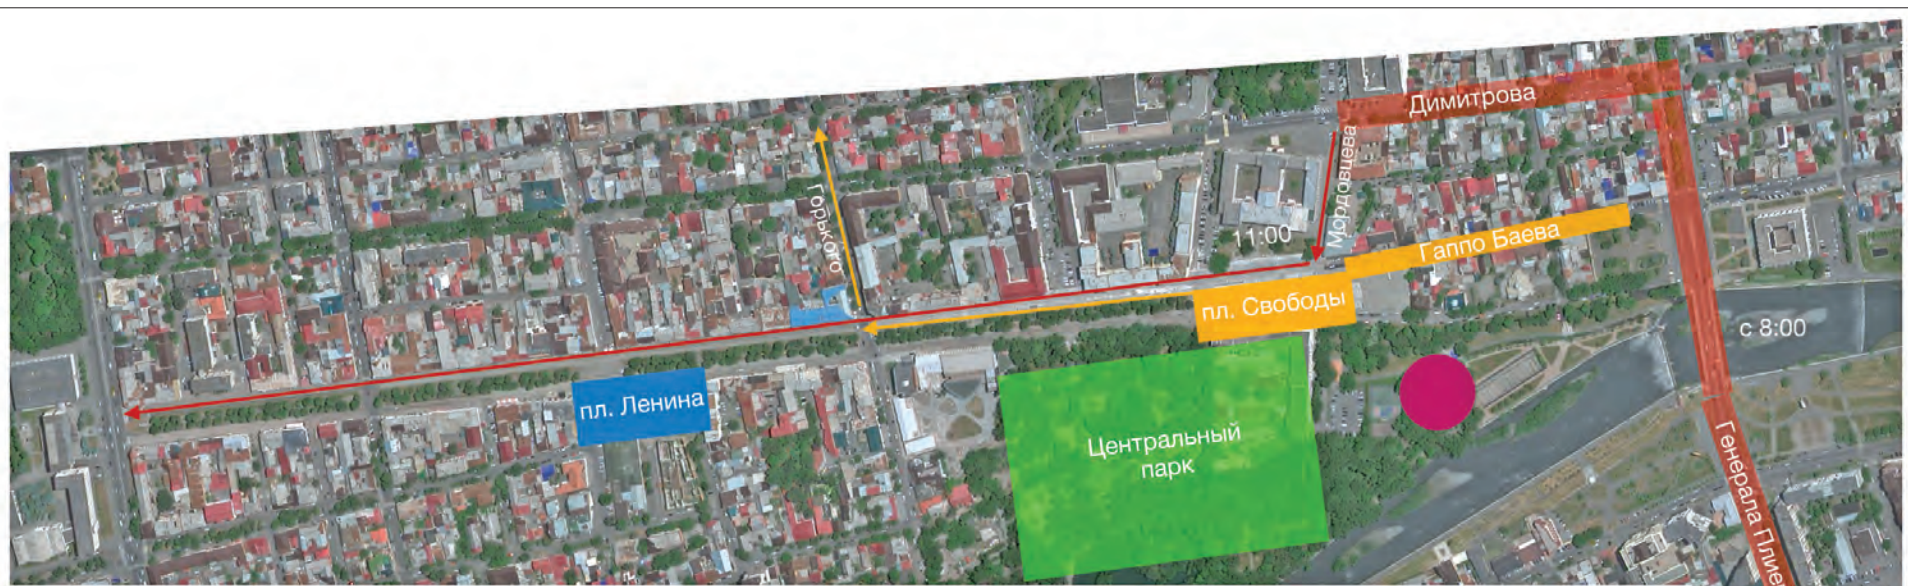 Димитрова
Мордовцева
Горького
11:00
Гаппо Баева
пл. Свободы
с 8:00
пл. Ленина
Центральный
парк
Генерала Плие